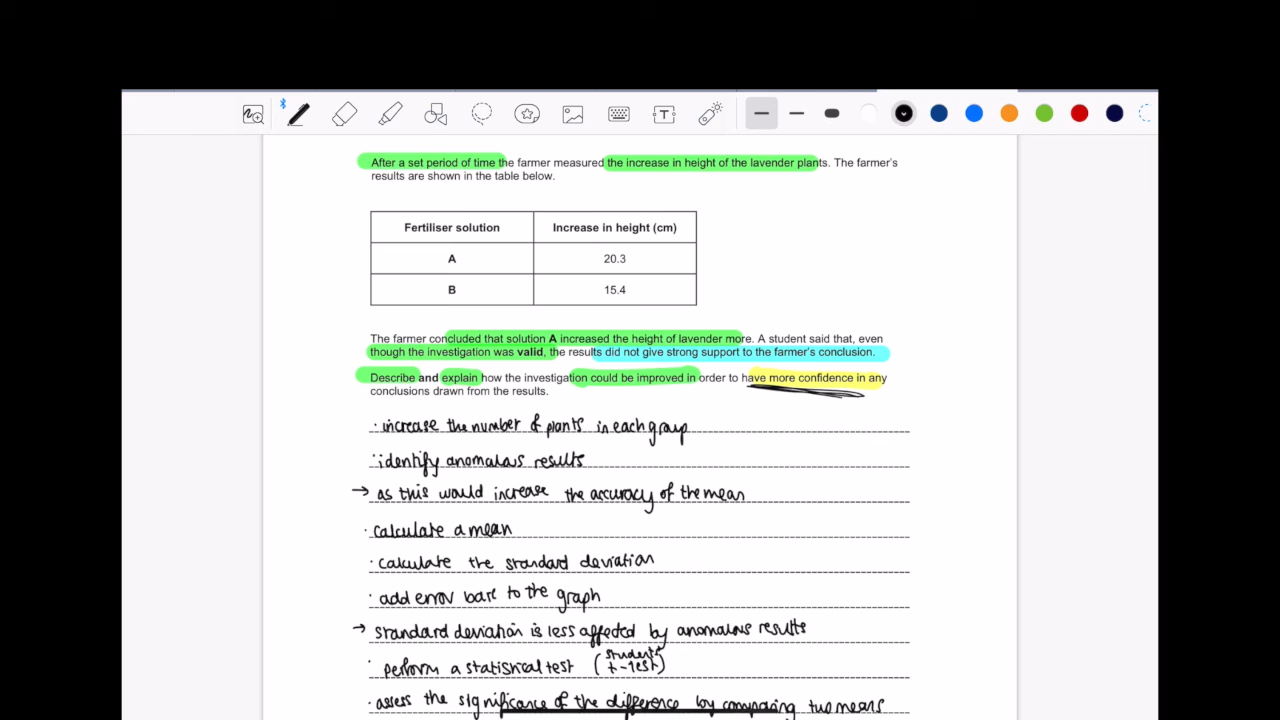 After a set period of time the farmer measured the increase in height of the lavender plants. The farmer's
results are shown in the table below.
Fertiliser solution Increase in height (cm)
A 20.3
B 15.4
The farmer concluded that solution A increased the height of lavender more. A student said that, even
though the investigation was valid, the results did not give strong support to the farmer's conclusion.
Describe and explain how the investigation could be improved in order to have more confidence in any
conclusions drawn from the results.
· increase the number of plants in each group
· identify anomalous results
→ as this would increase the accuracy of the mean
· calculate a mean
· calculate the standard deviation
· add error bars to the graph
→ standard deviation is less affected by anomalous results
· perform a statistical test (students t-test)
· assess the significance of the difference by comparing two means